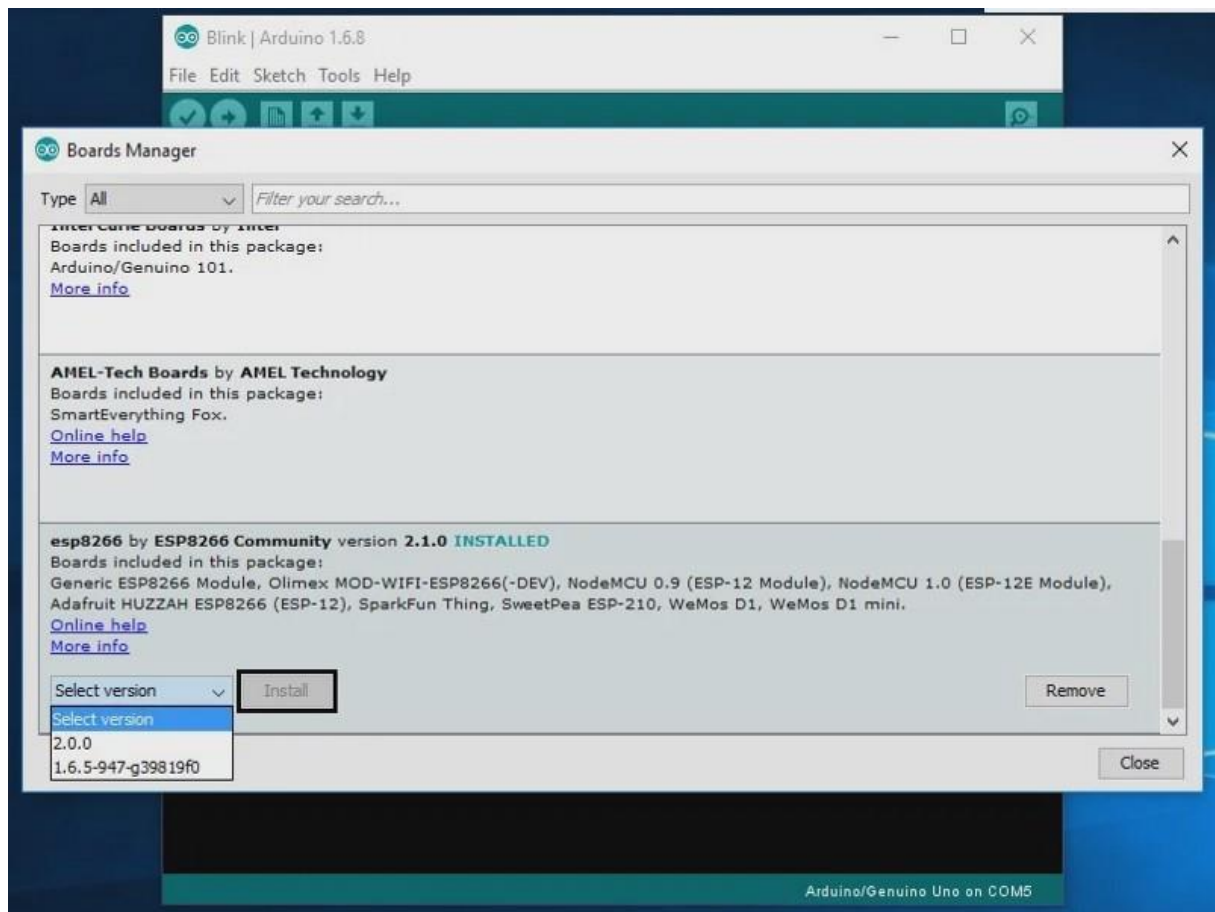 Blink | Arduino 1.6.8
File Edit Sketch Tools Help
Boards Manager
Type All Filter your search...
Intel Curie Boards by Intel
Boards included in this package:
Arduino/Genuino 101.
More info
AMEL-Tech Boards by AMEL Technology
Boards included in this package:
SmartEverything Fox.
Online help
More info
esp8266 by ESP8266 Community version 2.1.0 INSTALLED
Boards included in this package:
Generic ESP8266 Module, Olimex MOD-WIFI-ESP8266(-DEV), NodeMCU 0.9 (ESP-12 Module), NodeMCU 1.0 (ESP-12E Module),
Adafruit HUZZAH ESP8266 (ESP-12), SparkFun Thing, SweetPea ESP-210, WeMos D1, WeMos D1 mini.
Online help
More info
Select version Install Remove
Select version
2.0.0
1.6.5-947-g39819f0
Close
Arduino/Genuino Uno on COM5